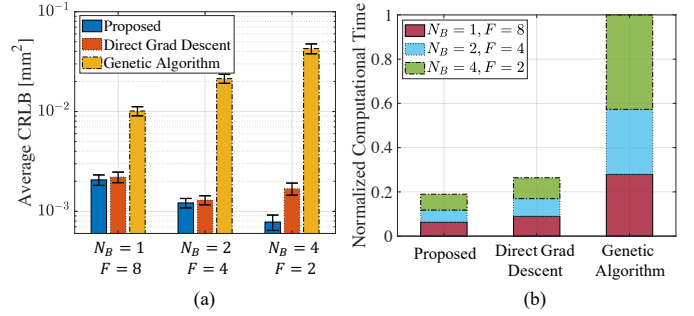 10⁻¹
10⁻²
10⁻³
Average CRLB [mm²]
Proposed
Direct Grad Descent
Genetic Algorithm
N_B = 1
F = 8
N_B = 2
F = 4
N_B = 4
F = 2
(a)
1
0.8
0.6
0.4
0.2
0
Normalized Computational Time
N_B = 1, F = 8
N_B = 2, F = 4
N_B = 4, F = 2
Proposed
Direct Grad
Descent
Genetic
Algorithm
(b)